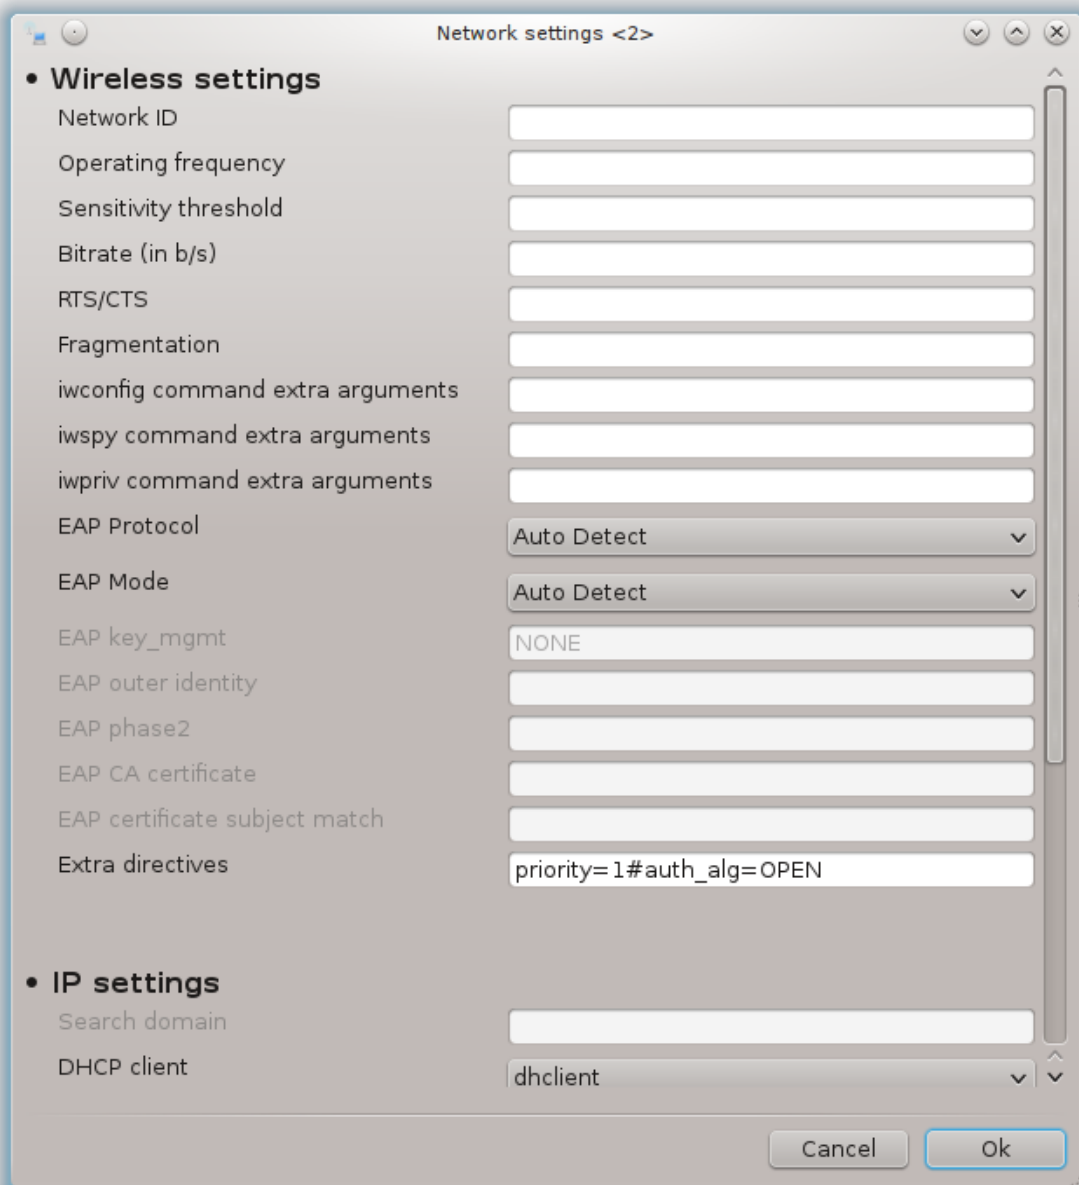 Network settings <2>
• Wireless settings
Network ID
Operating frequency
Sensitivity threshold
Bitrate (in b/s)
RTS/CTS
Fragmentation
iwconfig command extra arguments
iwspy command extra arguments
iwpriv command extra arguments
EAP Protocol Auto Detect
EAP Mode Auto Detect
EAP key_mgmt NONE
EAP outer identity
EAP phase2
EAP CA certificate
EAP certificate subject match
Extra directives priority=1#auth_alg=OPEN
• IP settings
Search domain
DHCP client dhclient
Cancel Ok